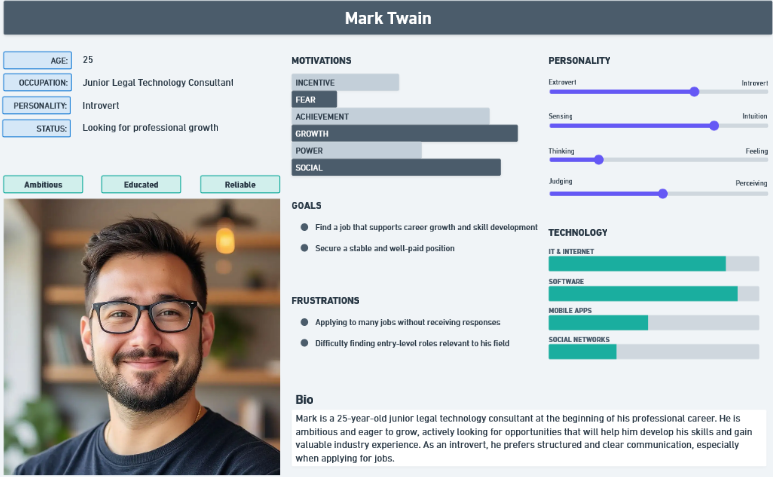 Mark Twain
AGE: 25
OCCUPATION: Junior Legal Technology Consultant
PERSONALITY: Introvert
STATUS: Looking for professional growth
Ambitious Educated Reliable
MOTIVATIONS
INCENTIVE
FEAR
ACHIEVEMENT
GROWTH
POWER
SOCIAL
GOALS
Find a job that supports career growth and skill development
Secure a stable and well-paid position
FRUSTRATIONS
Applying to many jobs without receiving responses
Difficulty finding entry-level roles relevant to his field
PERSONALITY
Extrovert Introvert
Sensing Intuition
Thinking Feeling
Judging Perceiving
TECHNOLOGY
IT & INTERNET
SOFTWARE
MOBILE APPS
SOCIAL NETWORKS
Bio
Mark is a 25-year-old junior legal technology consultant at the beginning of his professional career. He is
ambitious and eager to grow, actively looking for opportunities that will help him develop his skills and gain
valuable industry experience. As an introvert, he prefers structured and clear communication, especially
when applying for jobs.